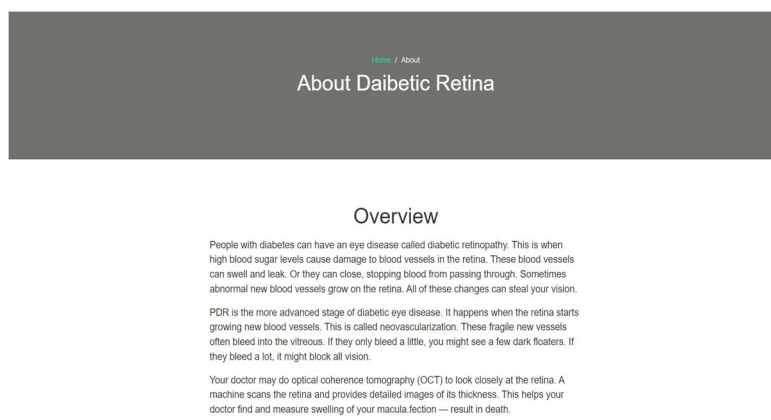 Home / About
About Daibetic Retina
Overview
People with diabetes can have an eye disease called diabetic retinopathy. This is when
high blood sugar levels cause damage to blood vessels in the retina. These blood vessels
can swell and leak. Or they can close, stopping blood from passing through. Sometimes
abnormal new blood vessels grow on the retina. All of these changes can steal your vision.
PDR is the more advanced stage of diabetic eye disease. It happens when the retina starts
growing new blood vessels. This is called neovascularization. These fragile new vessels
often bleed into the vitreous. If they only bleed a little, you might see a few dark floaters. If
they bleed a lot, it might block all vision.
Your doctor may do optical coherence tomography (OCT) to look closely at the retina. A
machine scans the retina and provides detailed images of its thickness. This helps your
doctor find and measure swelling of your macula.fection — result in death.